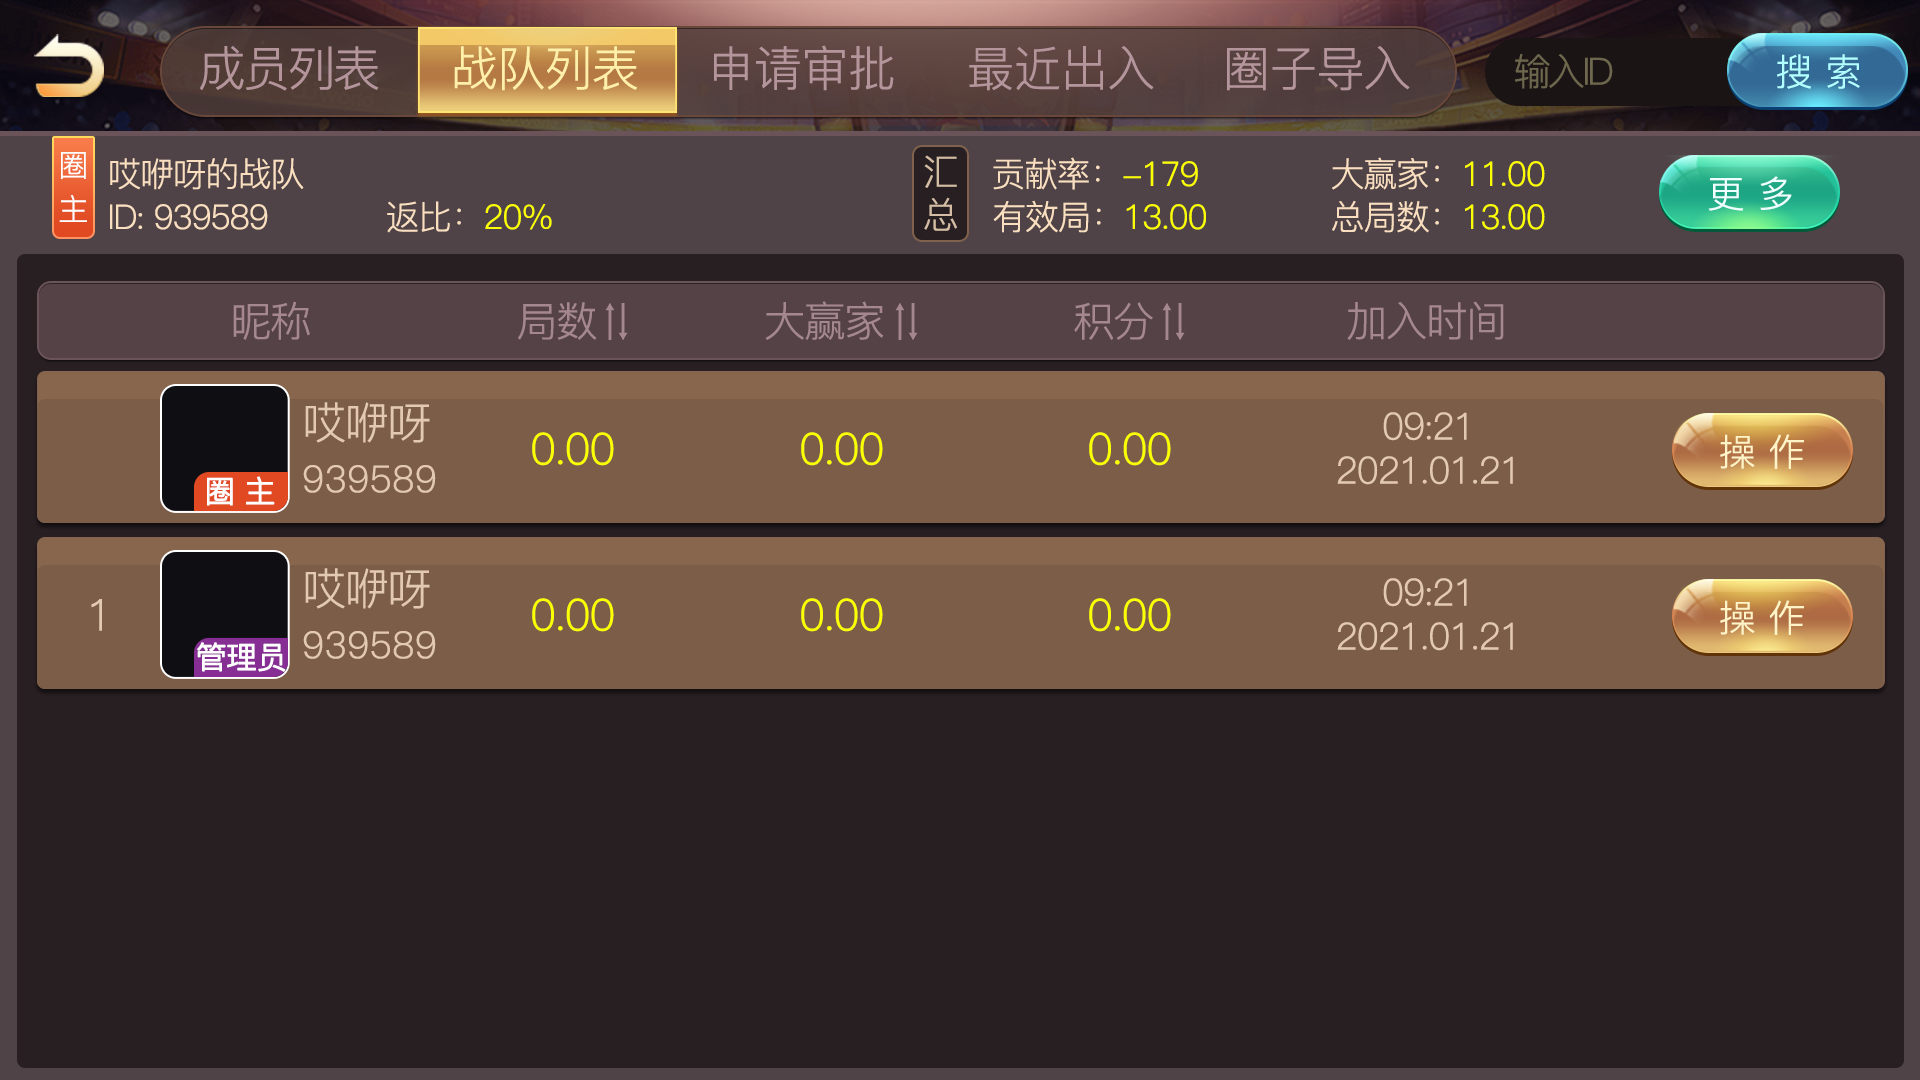 成员列表 战队列表 申请审批 最近出入 圈子导入 输入ID 搜索
圈主
哎咿呀的战队
ID: 939589 返比：20%
汇总
贡献率：-179 大赢家：11.00
有效局：13.00 总局数：13.00
更多
昵称 局数 大赢家 积分 加入时间
哎咿呀
939589
圈主
0.00 0.00 0.00
09:21
2021.01.21
操作
1
哎咿呀
939589
管理员
0.00 0.00 0.00
09:21
2021.01.21
操作